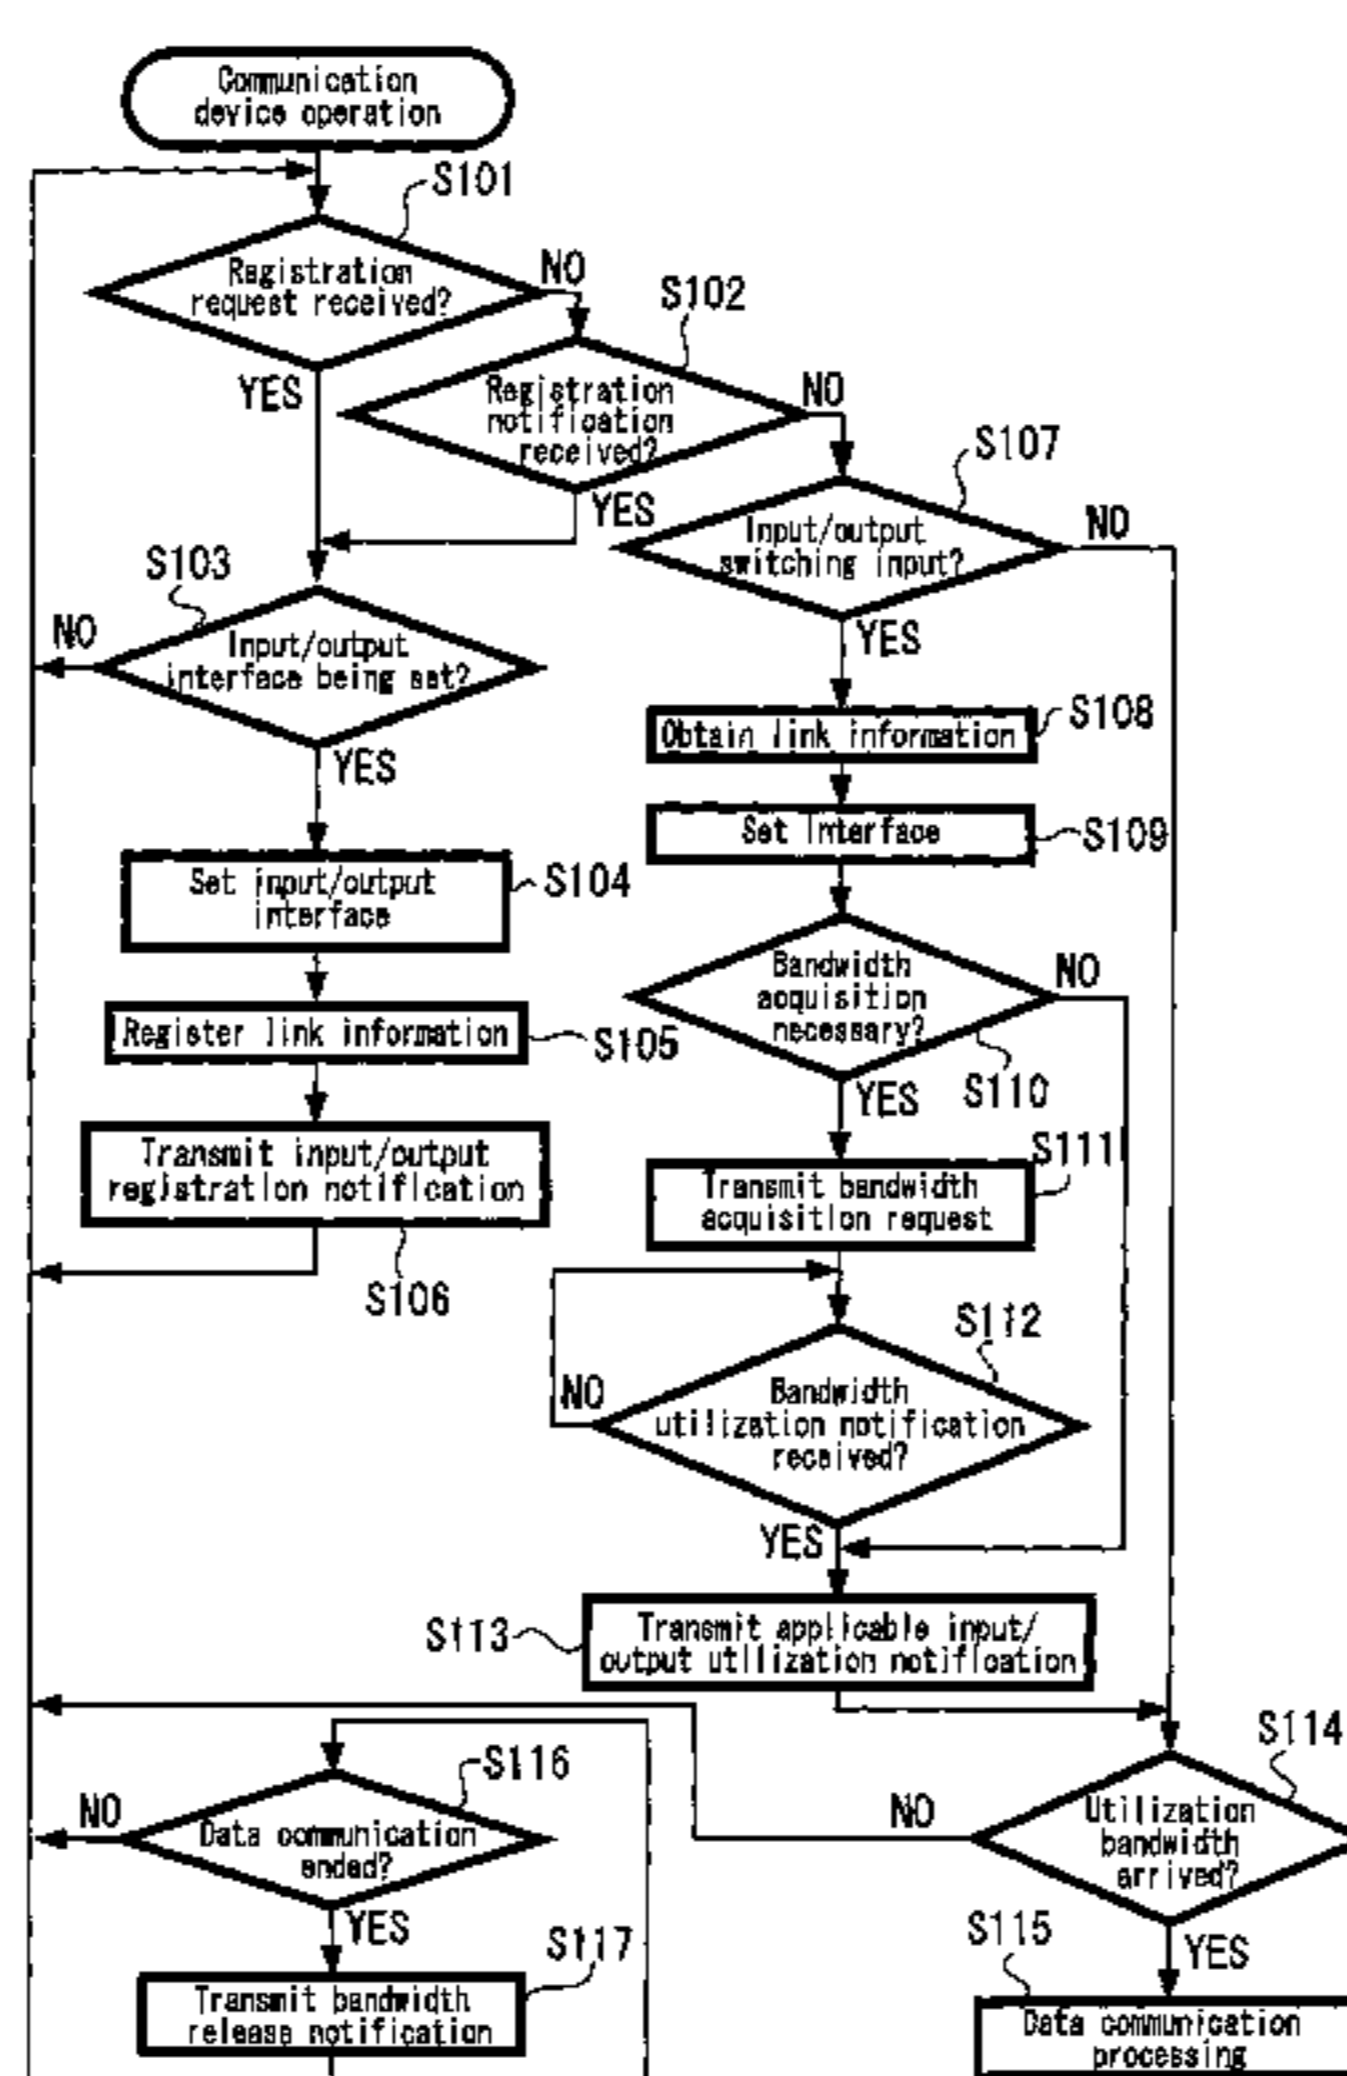 Communication
device operation
S101
Registration
request received?
NO
YES
S102
Registration
notification
received?
NO
YES
S107
Input/output
switching input?
NO
YES
S103
Input/output
interface being set?
NO
YES
S108
Obtain link information
Set interface
S109
Set input/output
interface
S104
Bandwidth
acquisition
necessary?
NO
YES
S110
Register link information
S105
Transmit input/output
registration notification
S106
S111
Transmit bandwidth
acquisition request
S112
Bandwidth
utilization notification
received?
NO
YES
S113
Transmit applicable input/
output utilization notification
S114
Utilization
bandwidth
arrived?
NO
YES
S116
Data communication
ended?
NO
YES
S117
Transmit bandwidth
release notification
S115
Data communication
processing